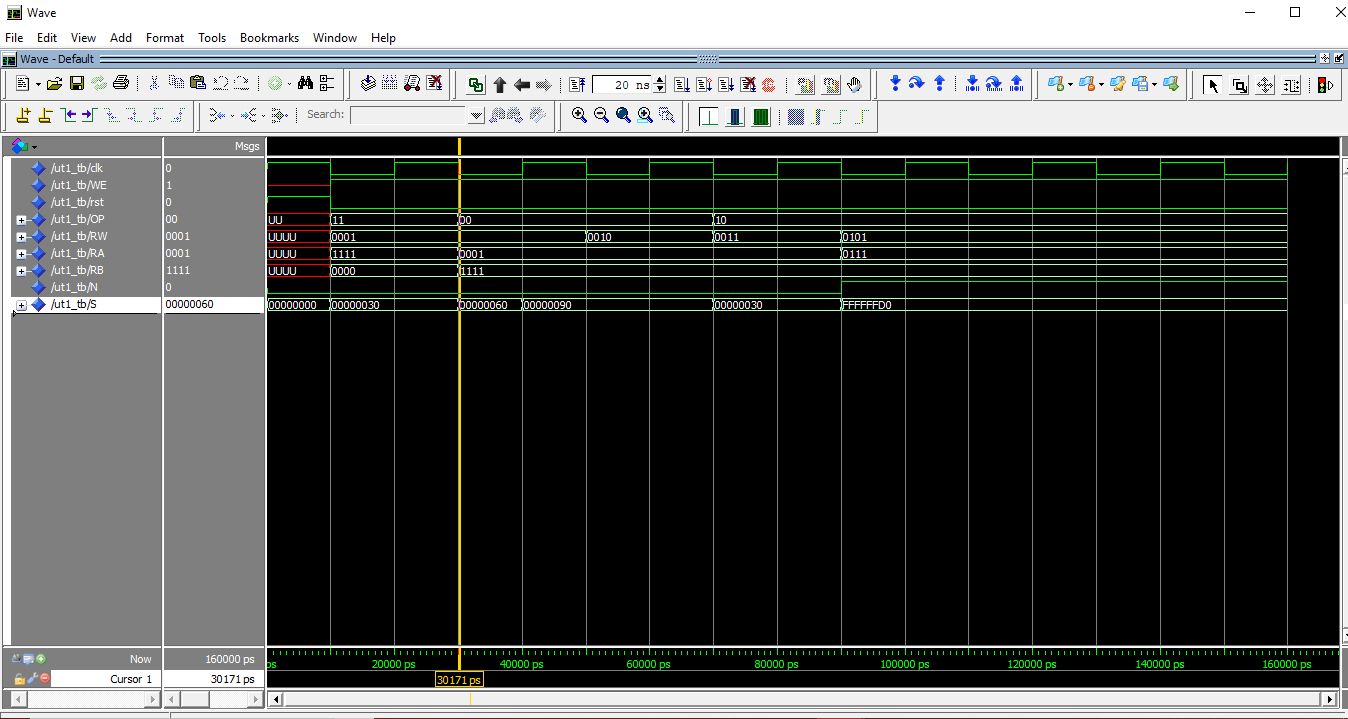 Wave
File Edit View Add Format Tools Bookmarks Window Help
Wave - Default
20 ns
Search:
Msgs
/ut1_tb/clk 0
/ut1_tb/WE 1
/ut1_tb/rst 0
/ut1_tb/OP 00 UU 11 00 10
/ut1_tb/RW 0001 UUUU 0001 0010 0011 0101
/ut1_tb/RA 0001 UUUU 1111 0001 0111
/ut1_tb/RB 1111 UUUU 0000 1111
/ut1_tb/N 0
/ut1_tb/S 00000060 00000000 00000030 00000060 00000090 00000030 FFFFFFD0
Now 160000 ps ps 20000 ps 40000 ps 60000 ps 80000 ps 100000 ps 120000 ps 140000 ps 160000 ps
Cursor 1 30171 ps 30171 ps